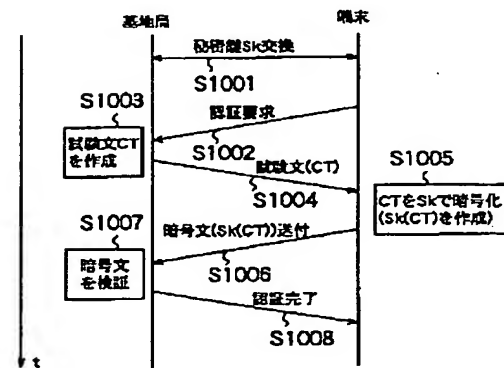 基地局
端末
秘密鍵Sk交換
S1001
S1003
認証要求
試験文CT
を作成
S1002
試験文(CT)
S1005
S1004
CTをSkで暗号化
(Sk(CT)を作成)
S1007
暗号文(Sk(CT))送付
暗号文
を検証
S1006
認証完了
S1008
t